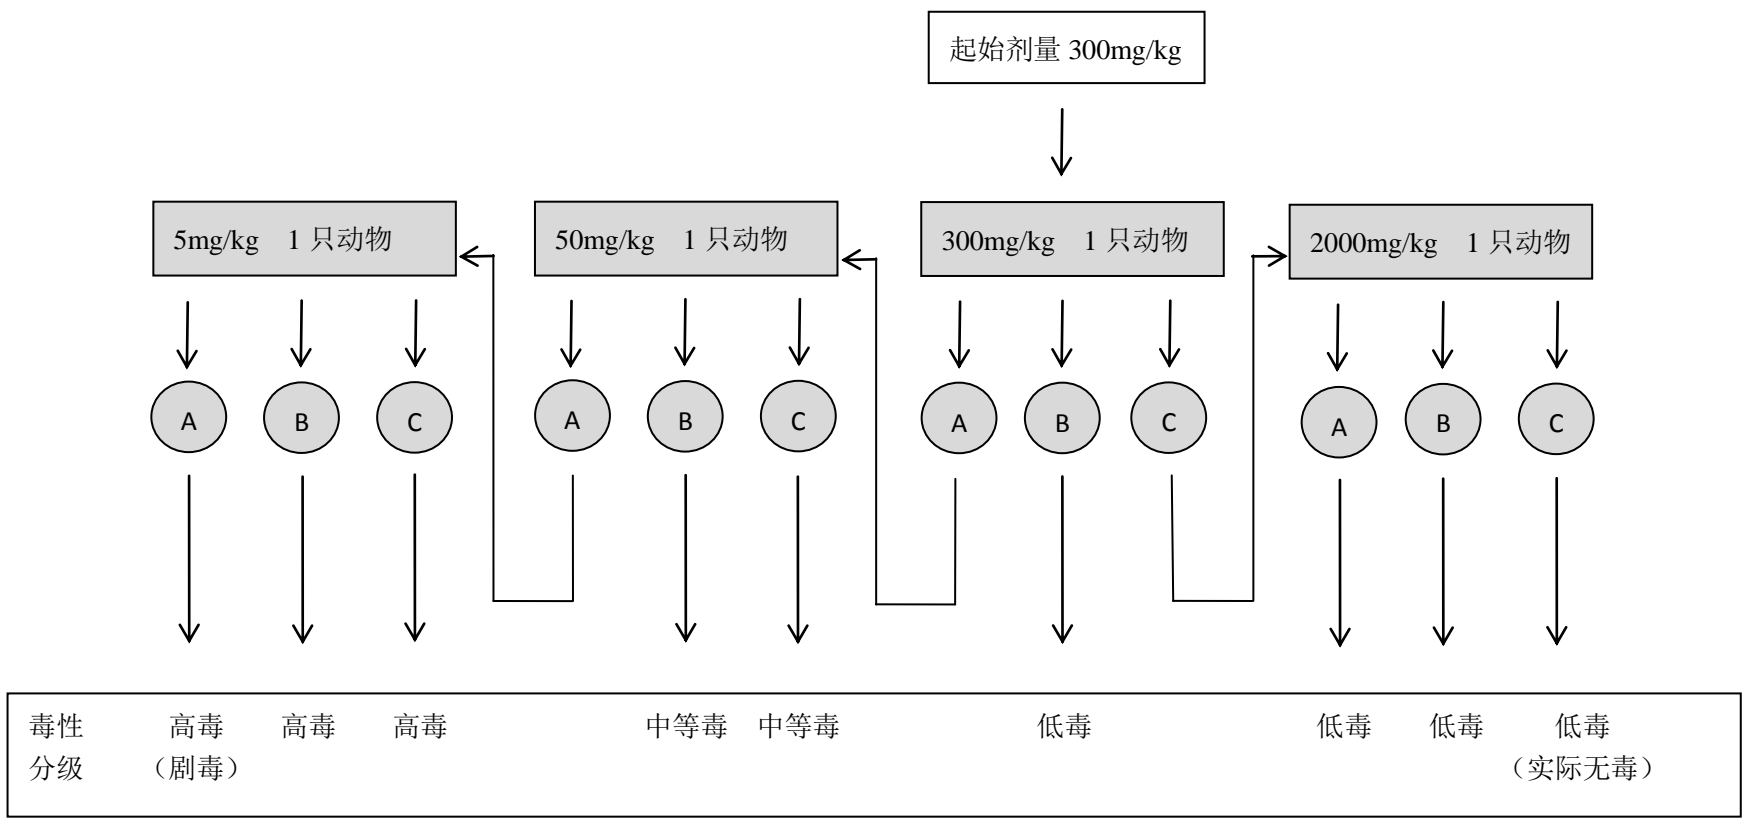 起始剂量 300mg/kg
5mg/kg 1 只动物
50mg/kg 1 只动物
300mg/kg 1 只动物
2000mg/kg 1 只动物
A B C A B C A B C A B C
毒性 高毒 高毒 高毒 中等毒 中等毒 低毒 低毒 低毒 低毒
分级 （剧毒） （实际无毒）